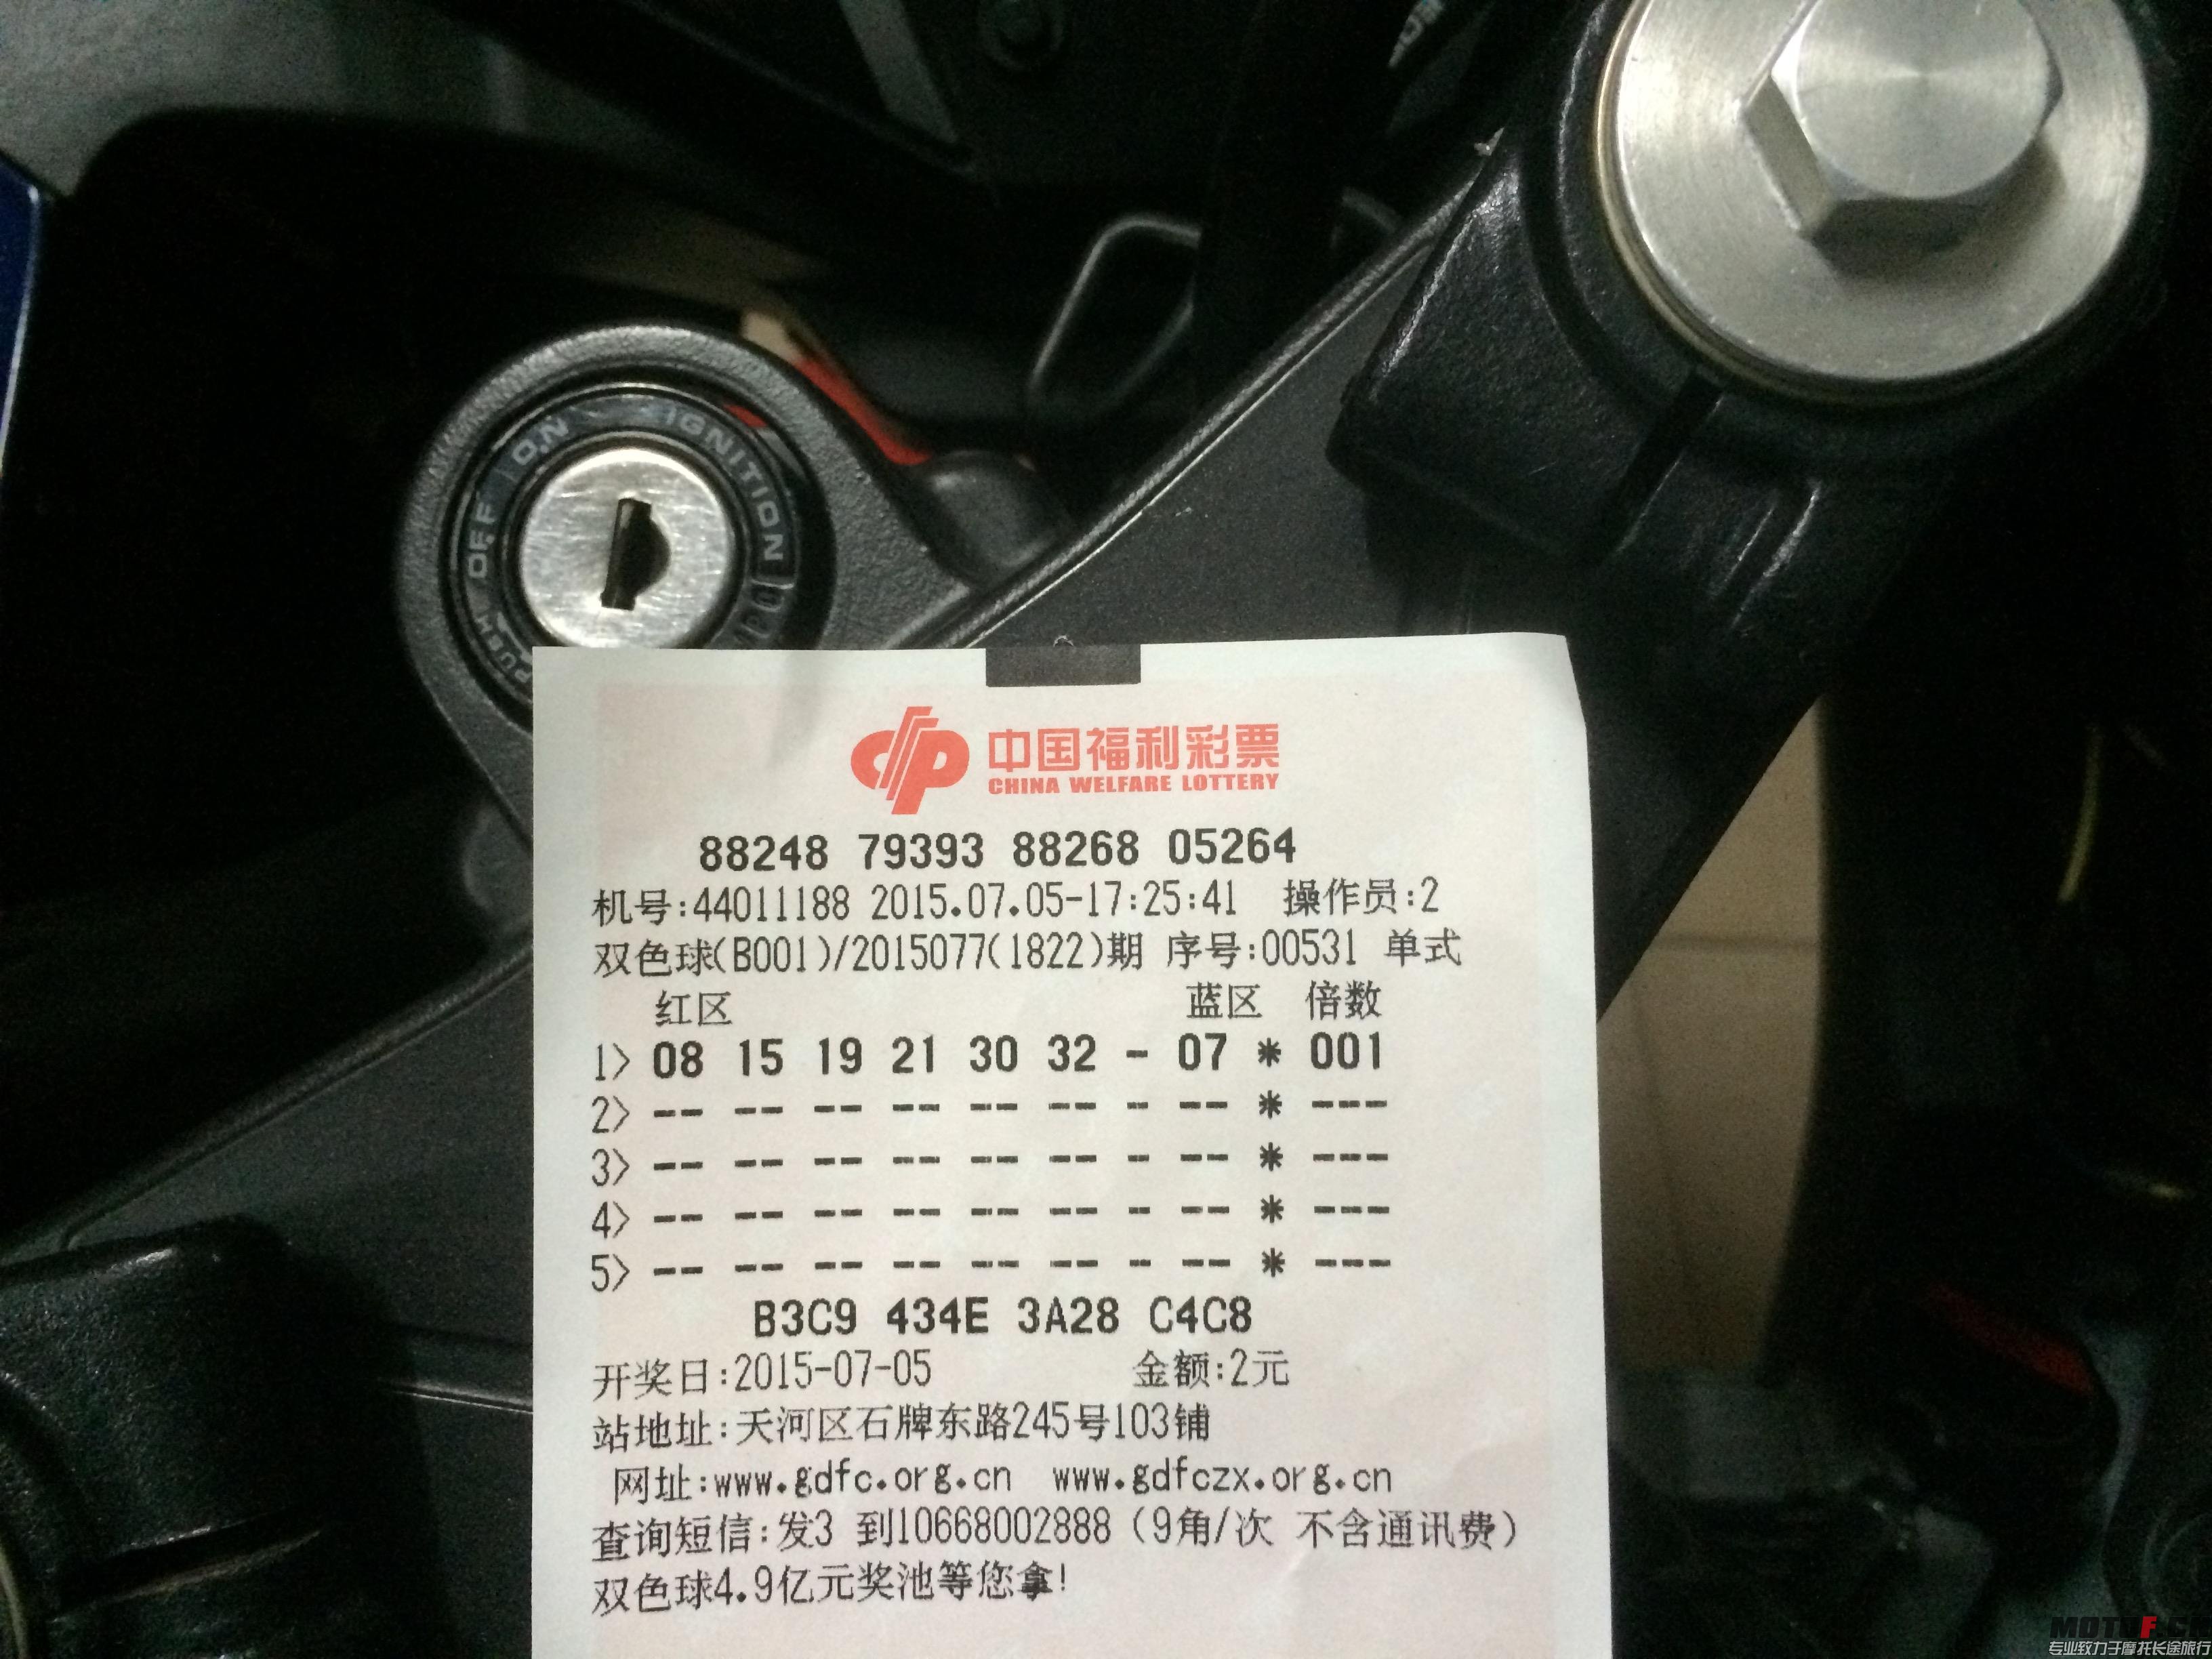 ON
IGNITION
OFF
PUSH
中国福利彩票
CHINA WELFARE LOTTERY
88248 79393 88268 05264
机号:44011188 2015.07.05-17:25:41 操作员:2
双色球(B001)/2015077(1822)期 序号:00531 单式
红区 蓝区 倍数
1> 08 15 19 21 30 32 - 07 * 001
2> -- -- -- -- -- -- - -- * ---
3> -- -- -- -- -- -- - -- * ---
4> -- -- -- -- -- -- - -- * ---
5> -- -- -- -- -- -- - -- * ---
B3C9 434E 3A28 C4C8
开奖日:2015-07-05 金额:2元
站地址:天河区石牌东路245号103铺
网址:www.gdfc.org.cn www.gdfczx.org.cn
查询短信:发3 到10668002888（9角/次 不含通讯费）
双色球4.9亿元奖池等您拿!
MOTOF.CN
专业致力于摩托长途旅行